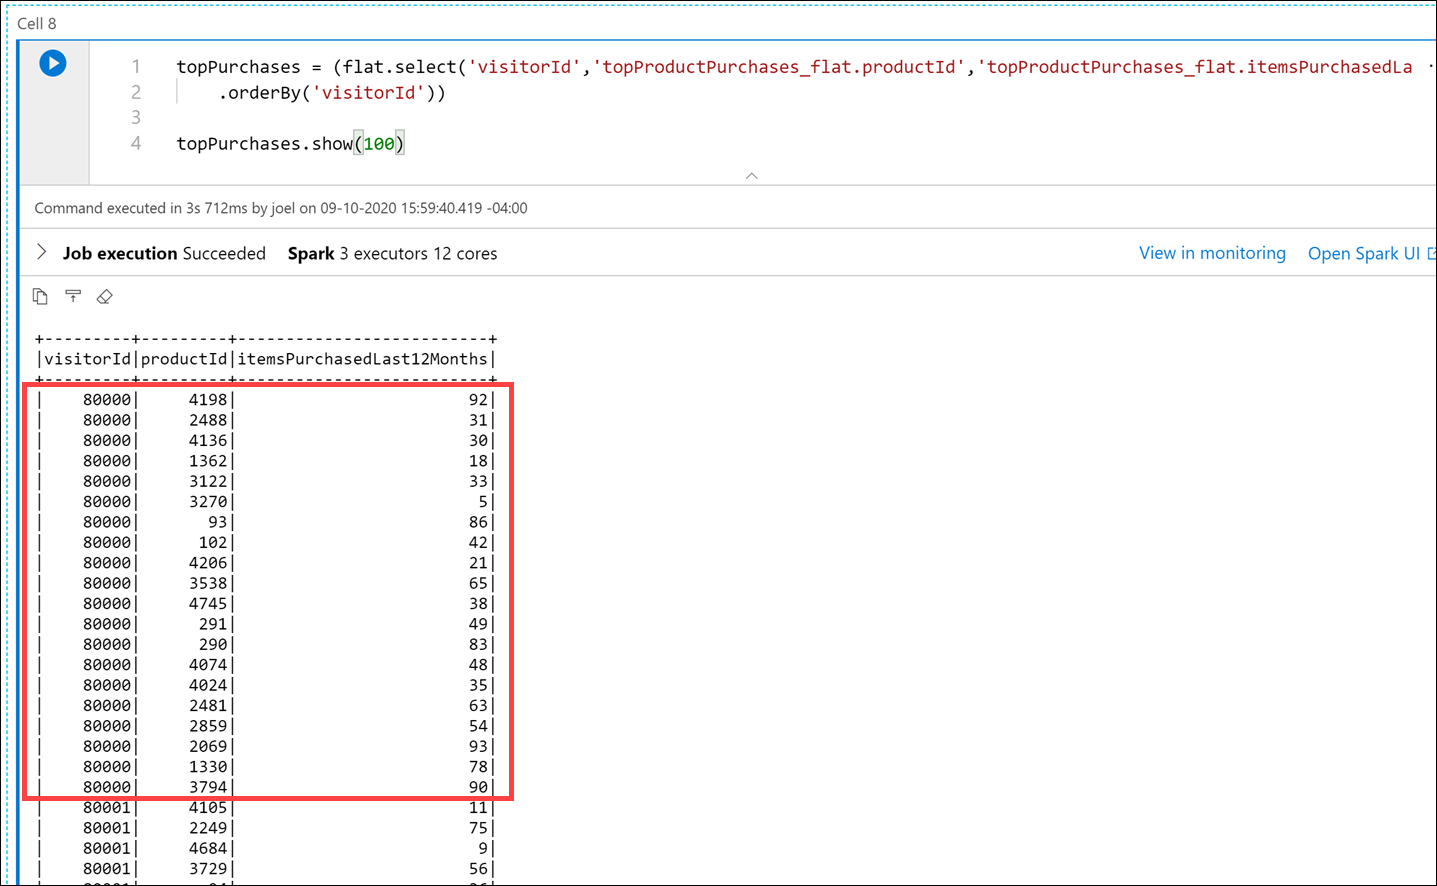 Cell 8
1 topPurchases = (flat.select('visitorId','topProductPurchases_flat.productId','topProductPurchases_flat.itemsPurchasedLa
2 .orderBy('visitorId'))
3
4 topPurchases.show(100)
Command executed in 3s 712ms by joel on 09-10-2020 15:59:40.419 -04:00
Job execution Succeeded Spark 3 executors 12 cores View in monitoring Open Spark UI
+---------+---------+--------------------------+
|visitorId|productId|itemsPurchasedLast12Months|
+---------+---------+--------------------------+
| 80000| 4198| 92|
| 80000| 2488| 31|
| 80000| 4136| 30|
| 80000| 1362| 18|
| 80000| 3122| 33|
| 80000| 3270| 5|
| 80000| 93| 86|
| 80000| 102| 42|
| 80000| 4206| 21|
| 80000| 3538| 65|
| 80000| 4745| 38|
| 80000| 291| 49|
| 80000| 290| 83|
| 80000| 4074| 48|
| 80000| 4024| 35|
| 80000| 2481| 63|
| 80000| 2859| 54|
| 80000| 2069| 93|
| 80000| 1330| 78|
| 80000| 3794| 90|
| 80001| 4105| 11|
| 80001| 2249| 75|
| 80001| 4684| 9|
| 80001| 3729| 56|